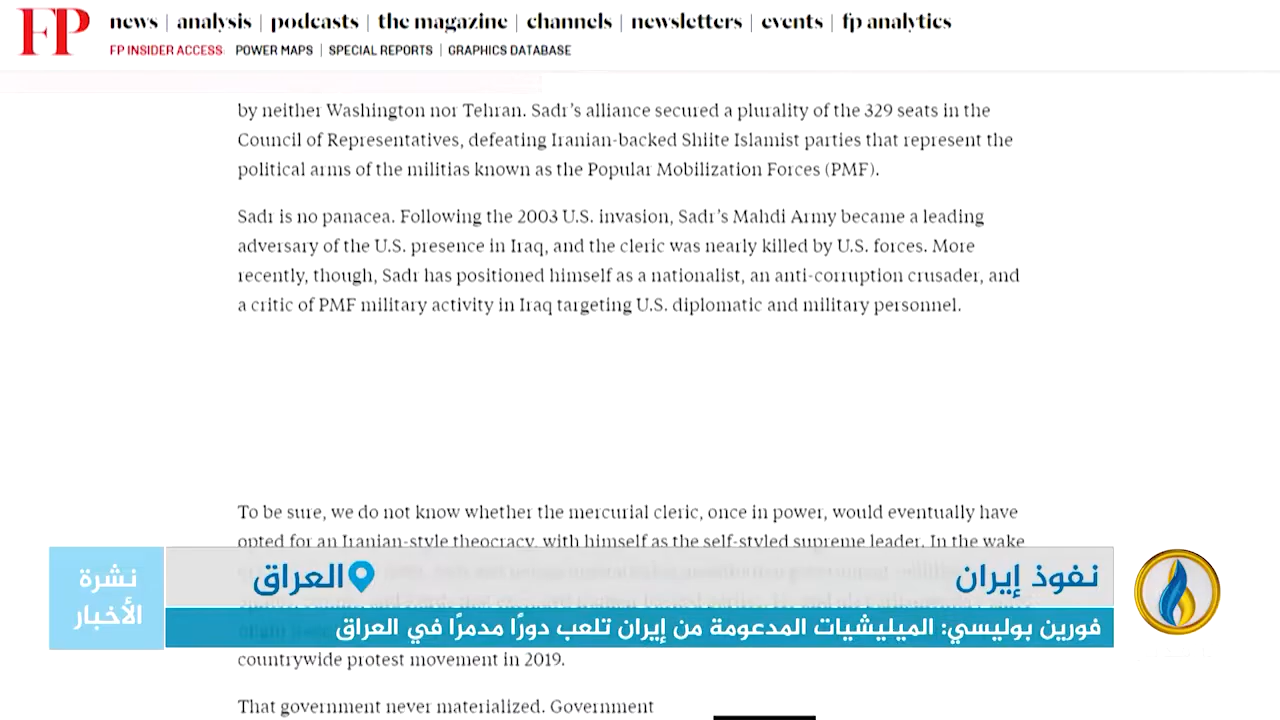 FP
news | analysis | podcasts | the magazine | channels | newsletters | events | fp analytics
FP INSIDER ACCESS: POWER MAPS | SPECIAL REPORTS | GRAPHICS DATABASE
by neither Washington nor Tehran. Sadr's alliance secured a plurality of the 329 seats in the
Council of Representatives, defeating Iranian-backed Shiite Islamist parties that represent the
political arms of the militias known as the Popular Mobilization Forces (PMF).
Sadr is no panacea. Following the 2003 U.S. invasion, Sadr's Mahdi Army became a leading
adversary of the U.S. presence in Iraq, and the cleric was nearly killed by U.S. forces. More
recently, though, Sadr has positioned himself as a nationalist, an anti-corruption crusader, and
a critic of PMF military activity in Iraq targeting U.S. diplomatic and military personnel.
To be sure, we do not know whether the mercurial cleric, once in power, would eventually have
opted for an Iranian-style theocracy, with himself as the self-styled supreme leader. In the wake
نفوذ إيران
العراق
نشرة
الأخبار
فورين بوليسي: الميليشيات المدعومة من إيران تلعب دورًا مدمرًا في العراق
countrywide protest movement in 2019.
That government never materialized. Government